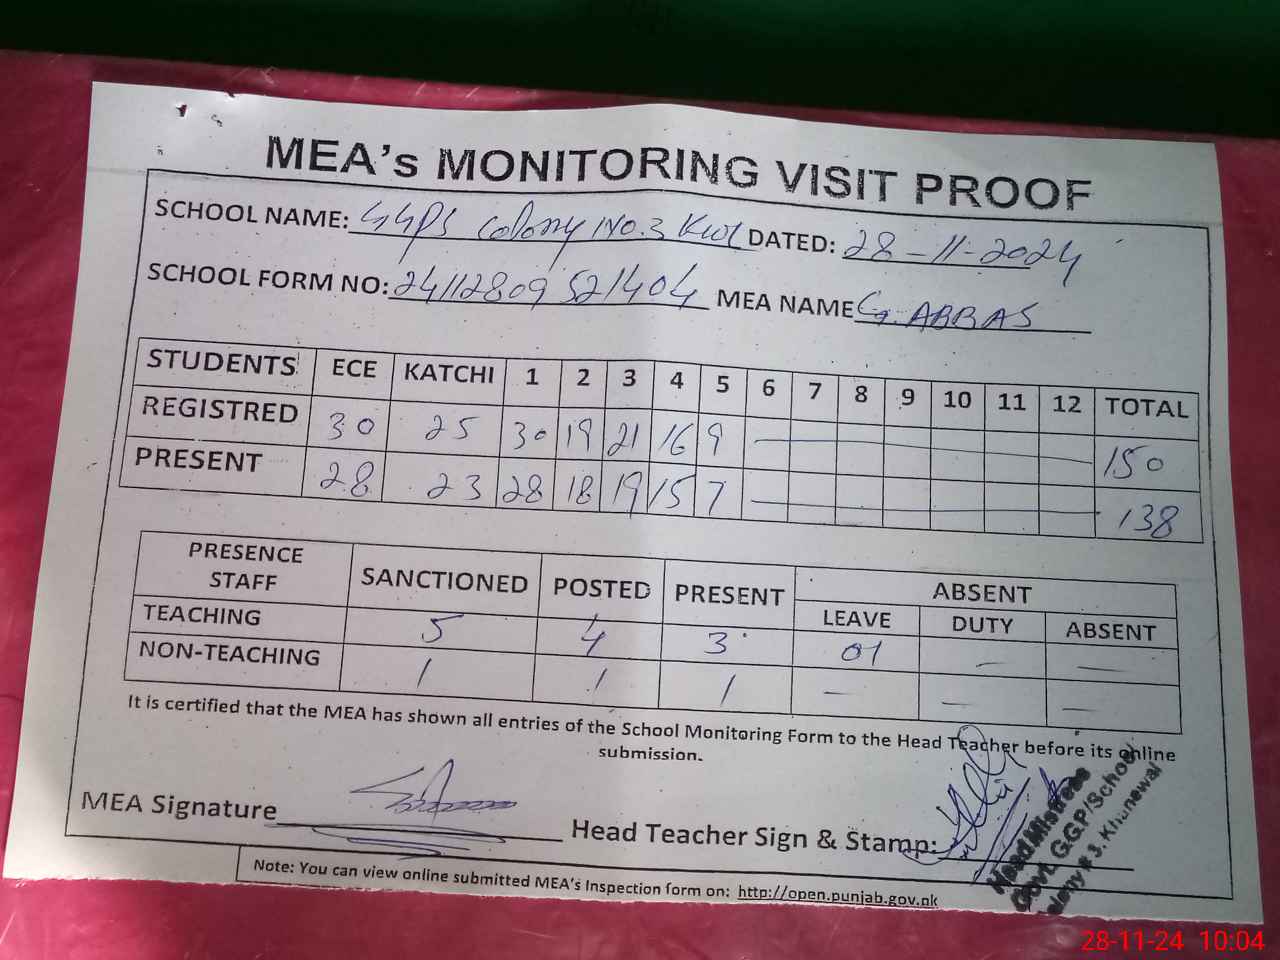 MEA's MONITORING VISIT PROOF
SCHOOL NAME: GGPS Colony No.3 Kwl DATED: 28-11-2024
SCHOOL FORM NO: 24112809521404 MEA NAME G. ABBAS
STUDENTS ECE KATCHI 1 2 3 4 5 6 7 8 9 10 11 12 TOTAL
REGISTRED 30 25 30 19 21 16 9 — 150
PRESENT 28 23 28 18 19 15 7 — 138
PRESENCE STAFF SANCTIONED POSTED PRESENT ABSENT
LEAVE DUTY ABSENT
TEACHING 5 4 3 01 — —
NON-TEACHING 1 1 1 — — —
It is certified that the MEA has shown all entries of the School Monitoring Form to the Head Teacher before its online
submission.
MEA Signature Head Teacher Sign & Stamp:
Head Mistress
Govt. G.G.P/School
Colony # 3, Khanewal
Note: You can view online submitted MEA's Inspection form on: http://open.punjab.gov.pk
28-11-24 10:04